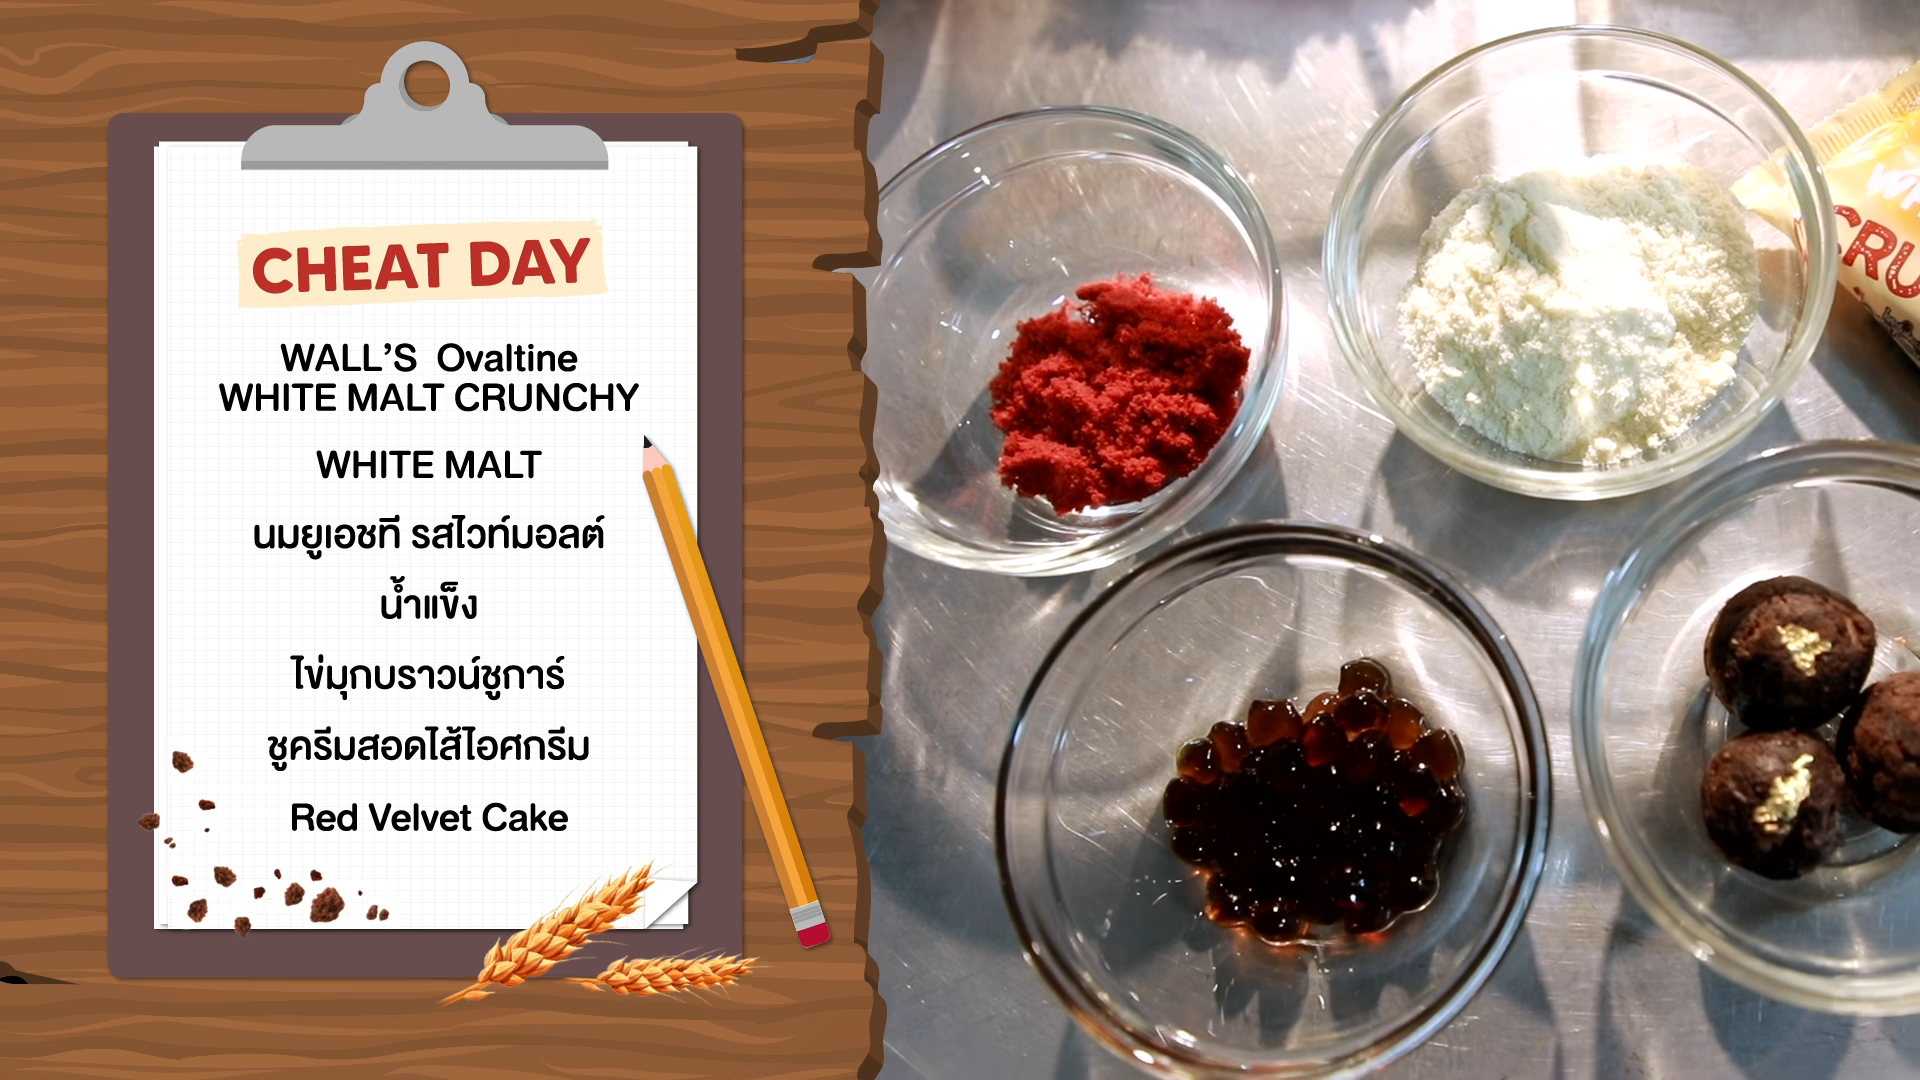 CHEAT DAY
WALL'S Ovaltine
WHITE MALT CRUNCHY
WHITE MALT
นมยูเอชที รสไวท์มอลต์
น้ำแข็ง
ไข่มุกบราวน์ชูการ์
ชูครีมสอดไส้ไอศกรีม
Red Velvet Cake